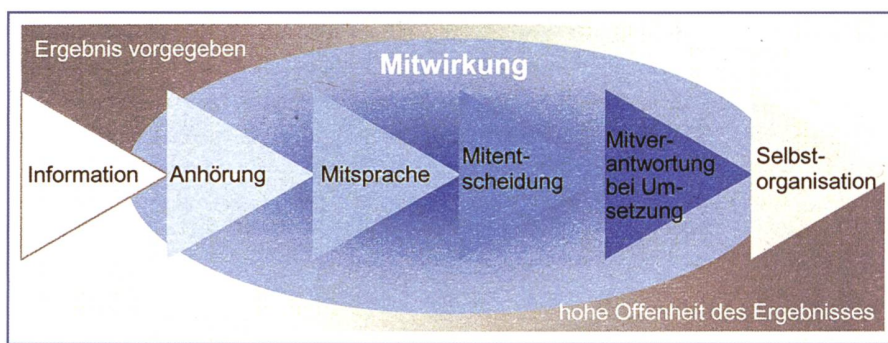 Ergebnis vorgegeben
Mitwirkung
Information
Anhörung
Mitsprache
Mitent-
scheidung
Mitver-
antwortung
bei Um-
setzung
Selbst-
organisation
hohe Offenheit des Ergebnisses